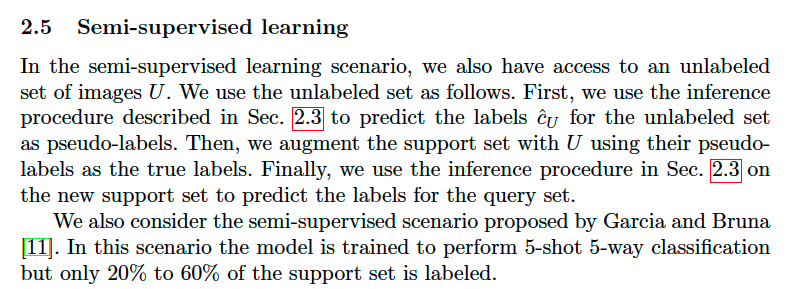 2.5 Semi-supervised learning
In the semi-supervised learning scenario, we also have access to an unlabeled
set of images U. We use the unlabeled set as follows. First, we use the inference
procedure described in Sec. 2.3 to predict the labels ĉU for the unlabeled set
as pseudo-labels. Then, we augment the support set with U using their pseudo-
labels as the true labels. Finally, we use the inference procedure in Sec. 2.3 on
the new support set to predict the labels for the query set.
We also consider the semi-supervised scenario proposed by Garcia and Bruna
[11]. In this scenario the model is trained to perform 5-shot 5-way classification
but only 20% to 60% of the support set is labeled.